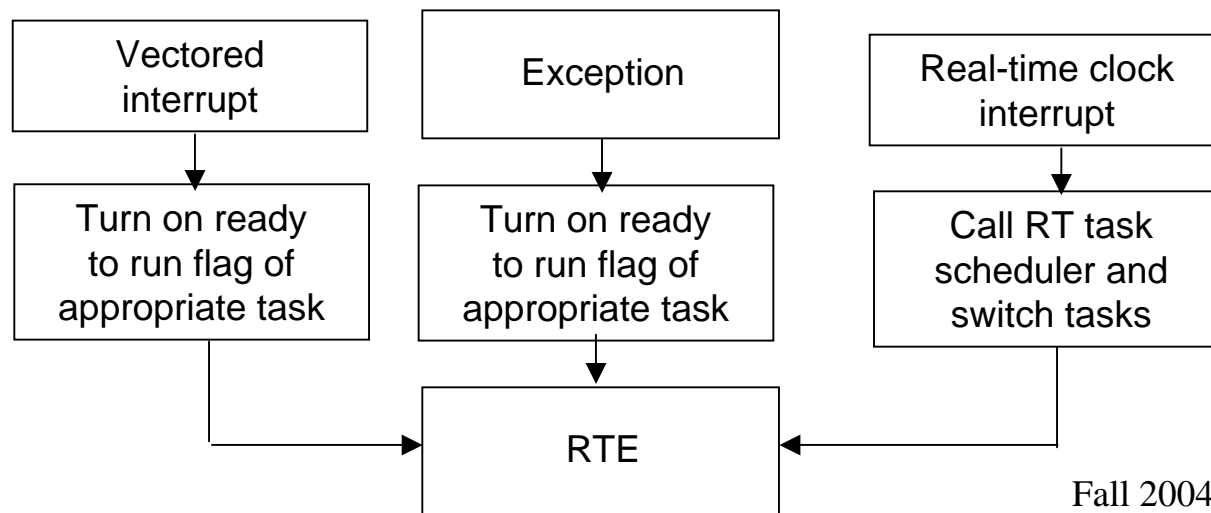 Vectored
interrupt
Exception
Real-time clock
interrupt
Turn on ready
to run flag of
appropriate task
Turn on ready
to run flag of
appropriate task
Call RT task
scheduler and
switch tasks
RTE
Fall 2004